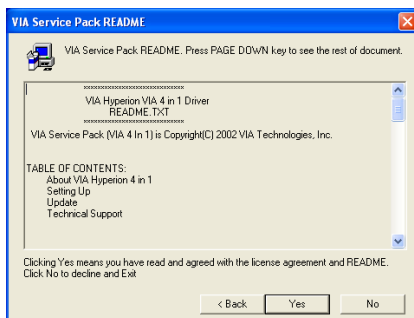 VIA Service Pack README
VIA Service Pack README. Press PAGE DOWN key to see the rest of document.
××××××××××××××××××××××××××××
VIA Hyperion VIA 4 in 1 Driver
README.TXT
××××××××××××××××××××××××××××
VIA Service Pack (VIA 4 In 1) is Copyright(C) 2002 VIA Technologies, Inc.
TABLE OF CONTENTS:
About VIA Hyperion 4 in 1
Setting Up
Update
Technical Support
Clicking Yes means you have read and agreed with the license agreement and README.
Click No to decline and Exit
< Back
Yes
No